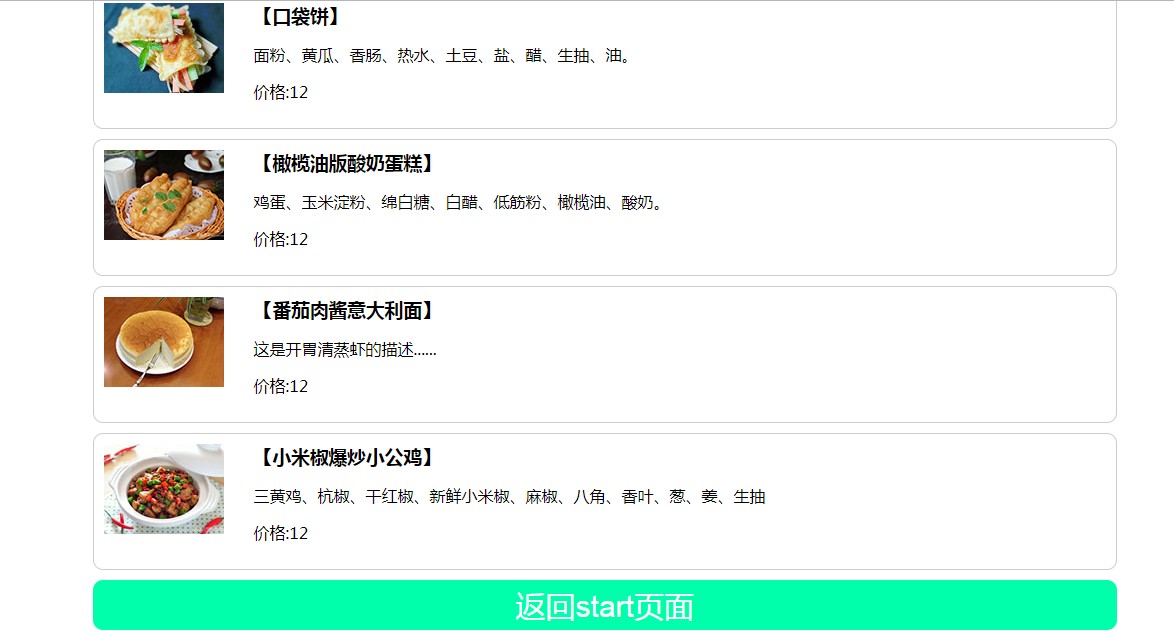 【口袋饼】
面粉、黄瓜、香肠、热水、土豆、盐、醋、生抽、油。
价格:12
【橄榄油版酸奶蛋糕】
鸡蛋、玉米淀粉、绵白糖、白醋、低筋粉、橄榄油、酸奶。
价格:12
【番茄肉酱意大利面】
这是开胃清蒸虾的描述......
价格:12
【小米椒爆炒小公鸡】
三黄鸡、杭椒、干红椒、新鲜小米椒、麻椒、八角、香叶、葱、姜、生抽
价格:12
返回start页面